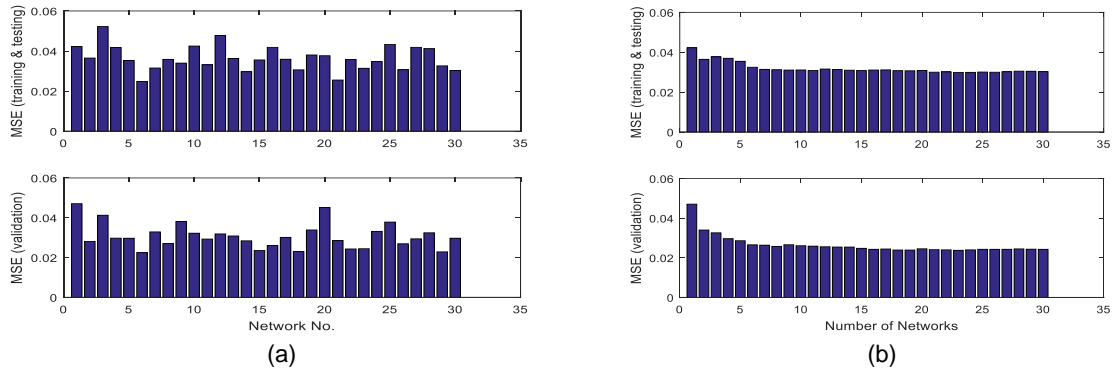 0.06
0.04
0.02
0
MSE (training & testing)
0 5 10 15 20 25 30 35
0.06
0.04
0.02
0
MSE (validation)
0 5 10 15 20 25 30 35
Network No.
(a)
0.06
0.04
0.02
0
MSE (training & testing)
0 5 10 15 20 25 30 35
0.06
0.04
0.02
0
MSE (validation)
0 5 10 15 20 25 30 35
Number of Networks
(b)